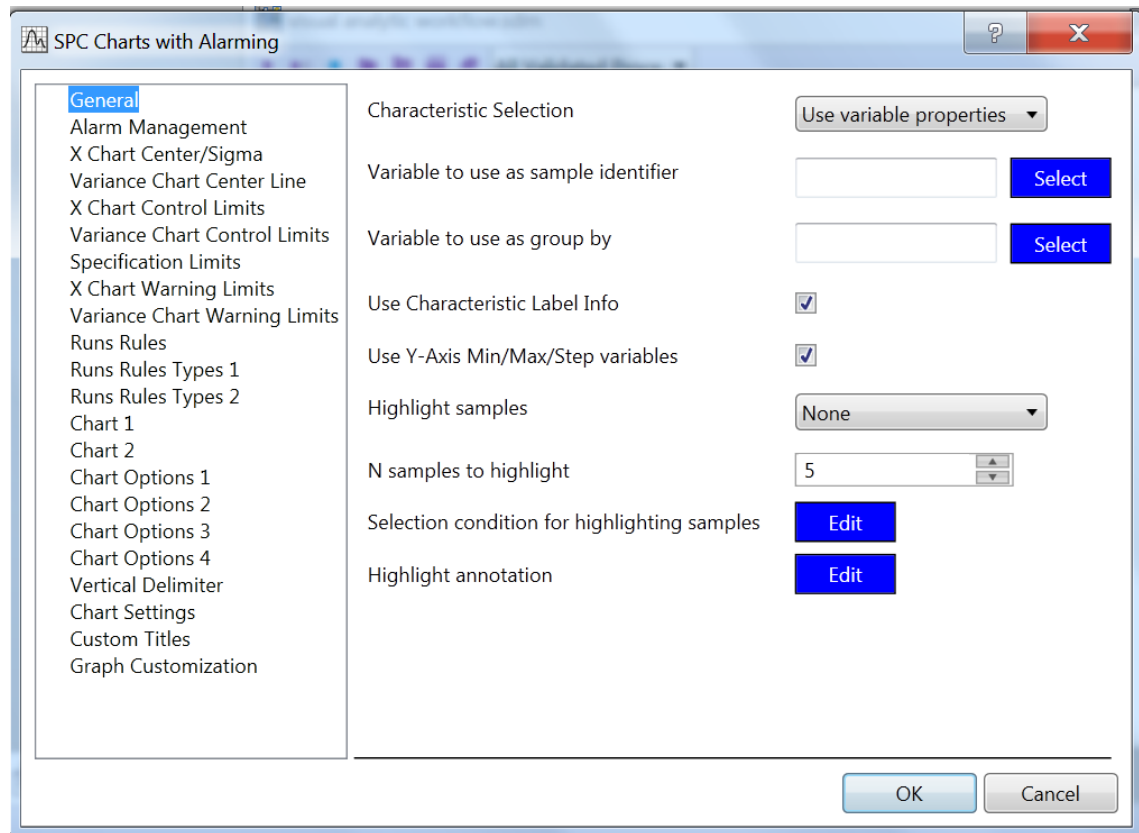 SPC Charts with Alarming
General
Alarm Management
X Chart Center/Sigma
Variance Chart Center Line
X Chart Control Limits
Variance Chart Control Limits
Specification Limits
X Chart Warning Limits
Variance Chart Warning Limits
Runs Rules
Runs Rules Types 1
Runs Rules Types 2
Chart 1
Chart 2
Chart Options 1
Chart Options 2
Chart Options 3
Chart Options 4
Vertical Delimiter
Chart Settings
Custom Titles
Graph Customization
Characteristic Selection Use variable properties
Variable to use as sample identifier Select
Variable to use as group by Select
Use Characteristic Label Info
Use Y-Axis Min/Max/Step variables
Highlight samples None
N samples to highlight 5
Selection condition for highlighting samples Edit
Highlight annotation Edit
OK Cancel